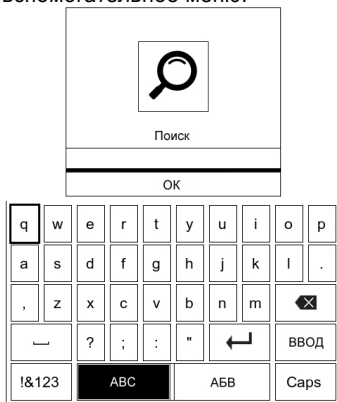 вспомогательное меню.
Поиск
ОК
q w e r t y u i o p
a s d f g h j k l .
, z x c v b n m
? ; : " ВВОД
!&123 ABC АБВ Caps